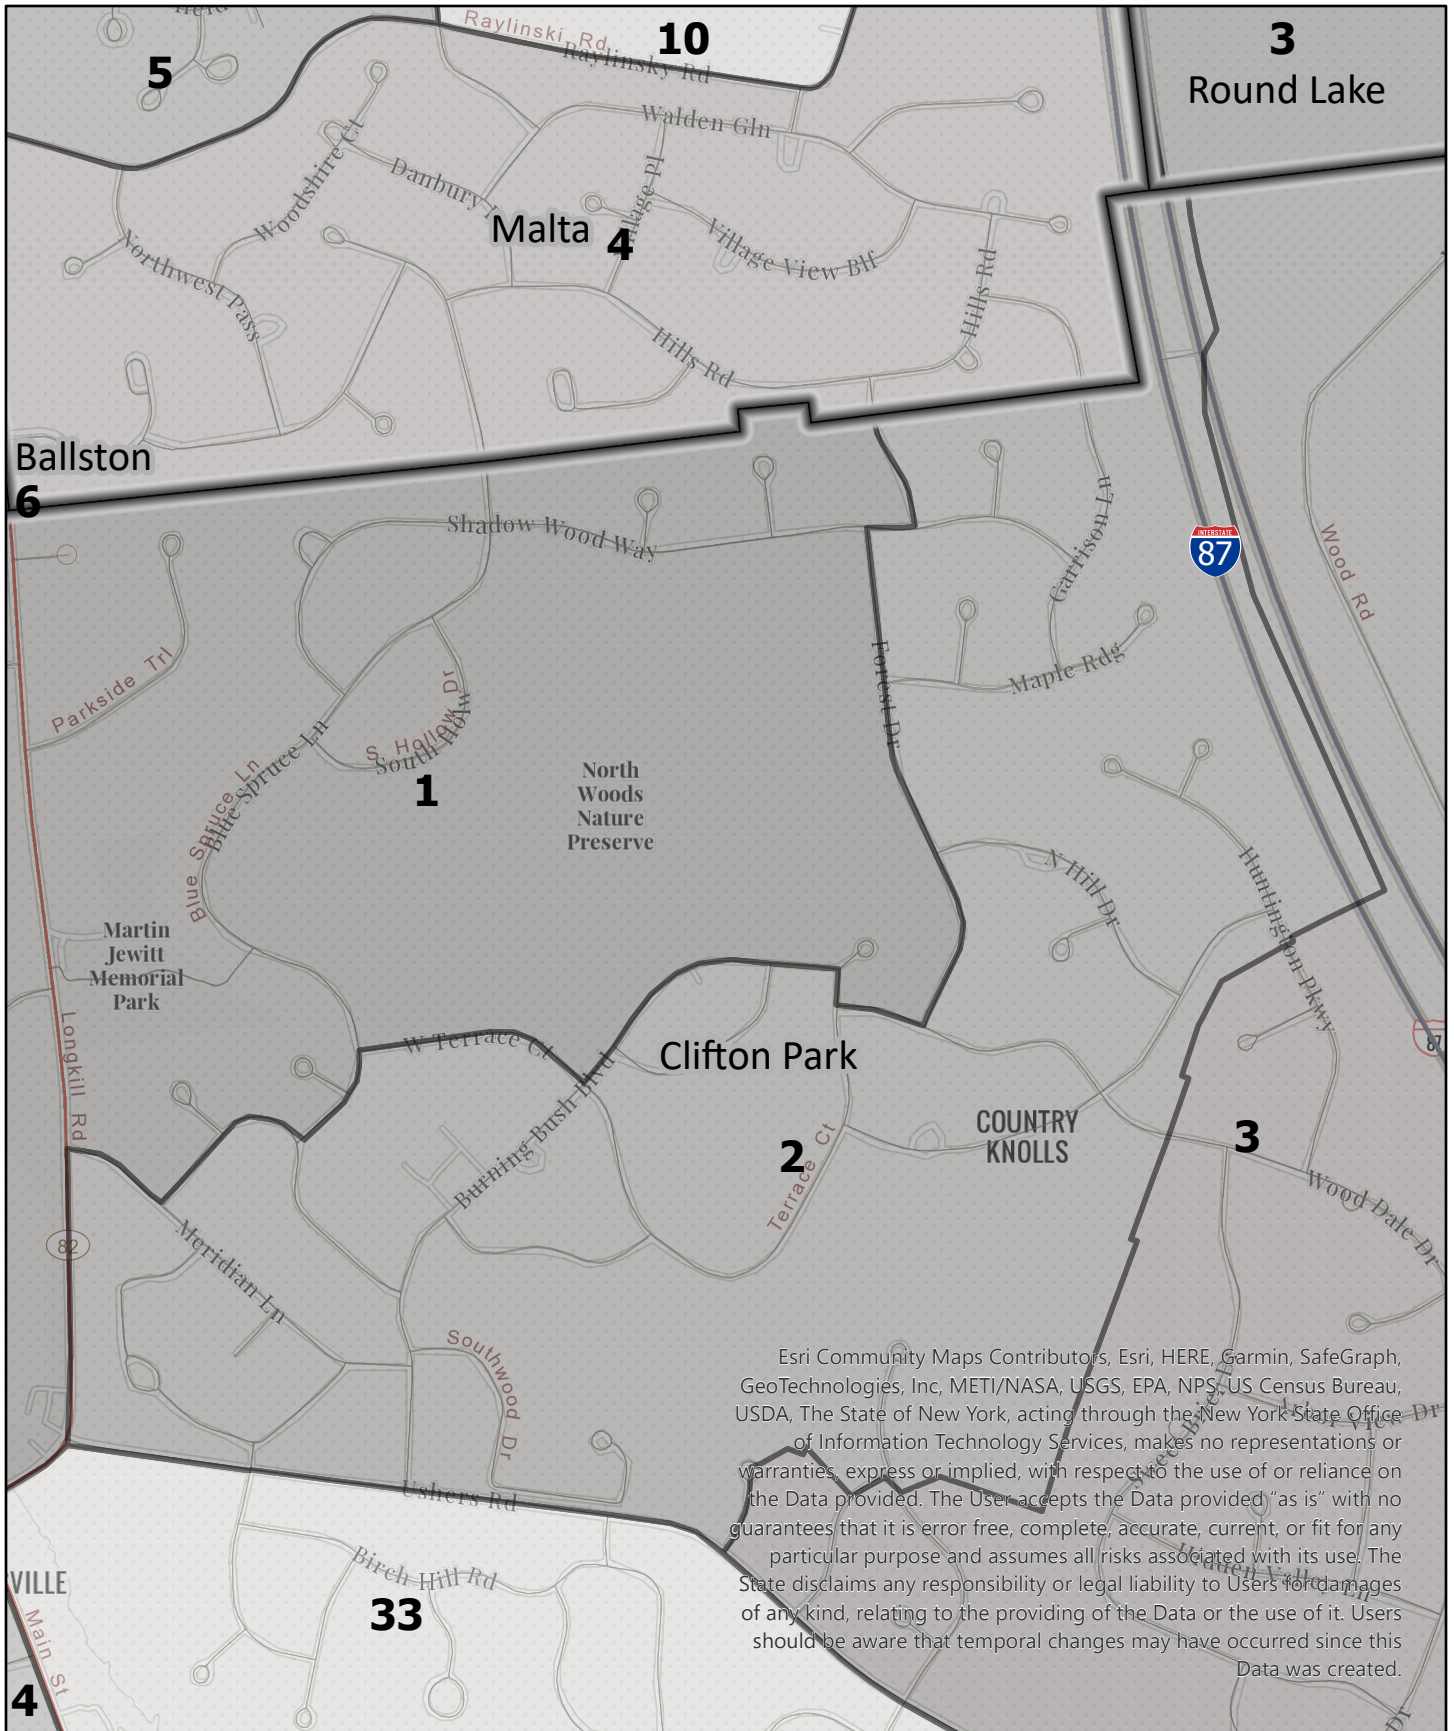 Raylinski Rd
10
Raylinsky Rd
3
Round Lake
5
Walden Gln
Woodshire Ct
Danbury
Village Pl
Malta
4
Village View Blf
Northwest Pass
Hills Rd
Hills Rd
Ballston
6
Shadow Wood Way
Garrison Ln
INTERSTATE
87
Wood Rd
Parkside Trl
Forest Dr
Maple Rdg
S Hollow Dr
South Holw
Blue Spruce Ln
Blue Spruce Ln
1
North
Woods
Nature
Preserve
N Hill Dr
Huntington Pkwy
Martin
Jewitt
Memorial
Park
Longkill Rd
W Terrace Ct
Clifton Park
87
Burning Bush Blvd
COUNTRY
KNOLLS
2
Terrace Ct
3
Wood Dale Dr
82
Meridian Ln
Southwood Dr
Ushers Rd
Esri Community Maps Contributors, Esri, HERE, Garmin, SafeGraph,
GeoTechnologies, Inc, METI/NASA, USGS, EPA, NPS, US Census Bureau,
USDA, The State of New York, acting through the New York State Office
of Information Technology Services, makes no representations or
warranties, express or implied, with respect to the use of or reliance on
the Data provided. The User accepts the Data provided "as is" with no
guarantees that it is error free, complete, accurate, current, or fit for any
particular purpose and assumes all risks associated with its use. The
State disclaims any responsibility or legal liability to Users for damages
of any kind, relating to the providing of the Data or the use of it. Users
should be aware that temporal changes may have occurred since this
Data was created.
View Dr
Hidden Valley Ln
Birch Hill Rd
VILLE
33
Main St
4